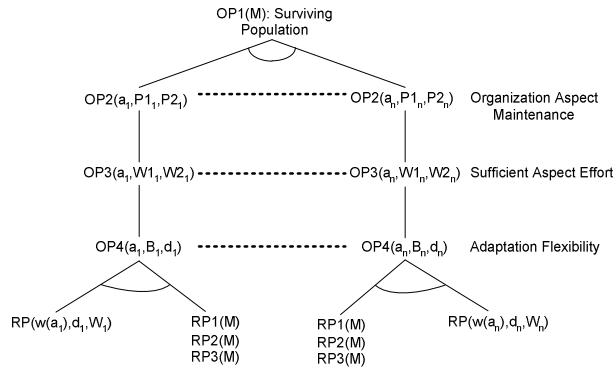 OP1(M): Surviving
Population
OP2(a₁,P1₁,P2₁) OP2(aₙ,P1ₙ,P2ₙ) Organization Aspect
Maintenance
OP3(a₁,W1₁,W2₁) OP3(aₙ,W1ₙ,W2ₙ) Sufficient Aspect Effort
OP4(a₁,B₁,d₁) OP4(aₙ,Bₙ,dₙ) Adaptation Flexibility
RP(w(a₁),d₁,W₁) RP1(M) RP1(M) RP(w(aₙ),dₙ,Wₙ)
RP2(M) RP2(M)
RP3(M) RP3(M)